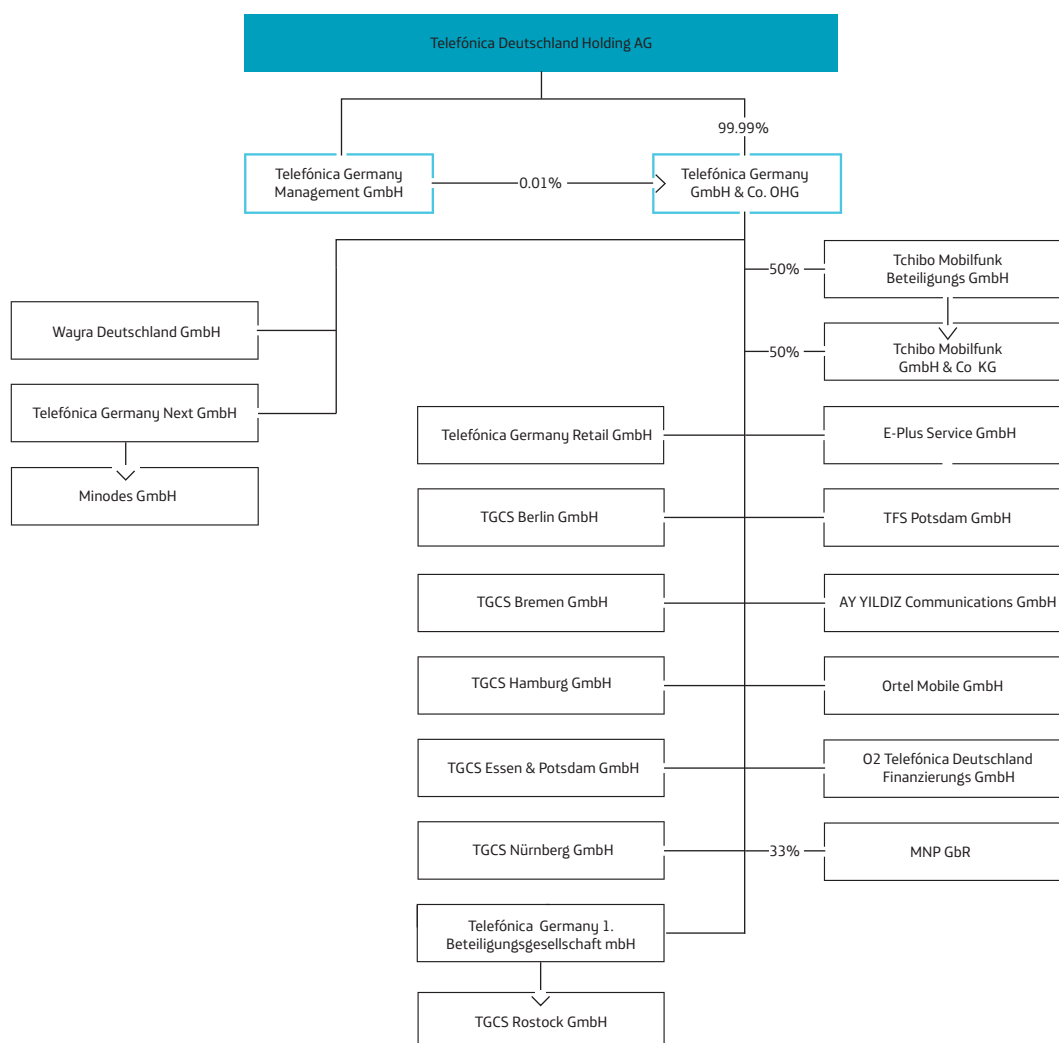 Telefónica Deutschland Holding AG
99.99%
Telefónica Germany
Management GmbH
0.01%
Telefónica Germany
GmbH & Co. OHG
50%
Tchibo Mobilfunk
Beteiligungs GmbH
Wayra Deutschland GmbH
50%
Tchibo Mobilfunk
GmbH & Co KG
Telefónica Germany Next GmbH
Telefónica Germany Retail GmbH
E-Plus Service GmbH
Minodes GmbH
TGCS Berlin GmbH
TFS Potsdam GmbH
TGCS Bremen GmbH
AY YILDIZ Communications GmbH
TGCS Hamburg GmbH
Ortel Mobile GmbH
TGCS Essen & Potsdam GmbH
O2 Telefónica Deutschland
Finanzierungs GmbH
TGCS Nürnberg GmbH
33%
MNP GbR
Telefónica Germany 1.
Beteiligungsgesellschaft mbH
TGCS Rostock GmbH